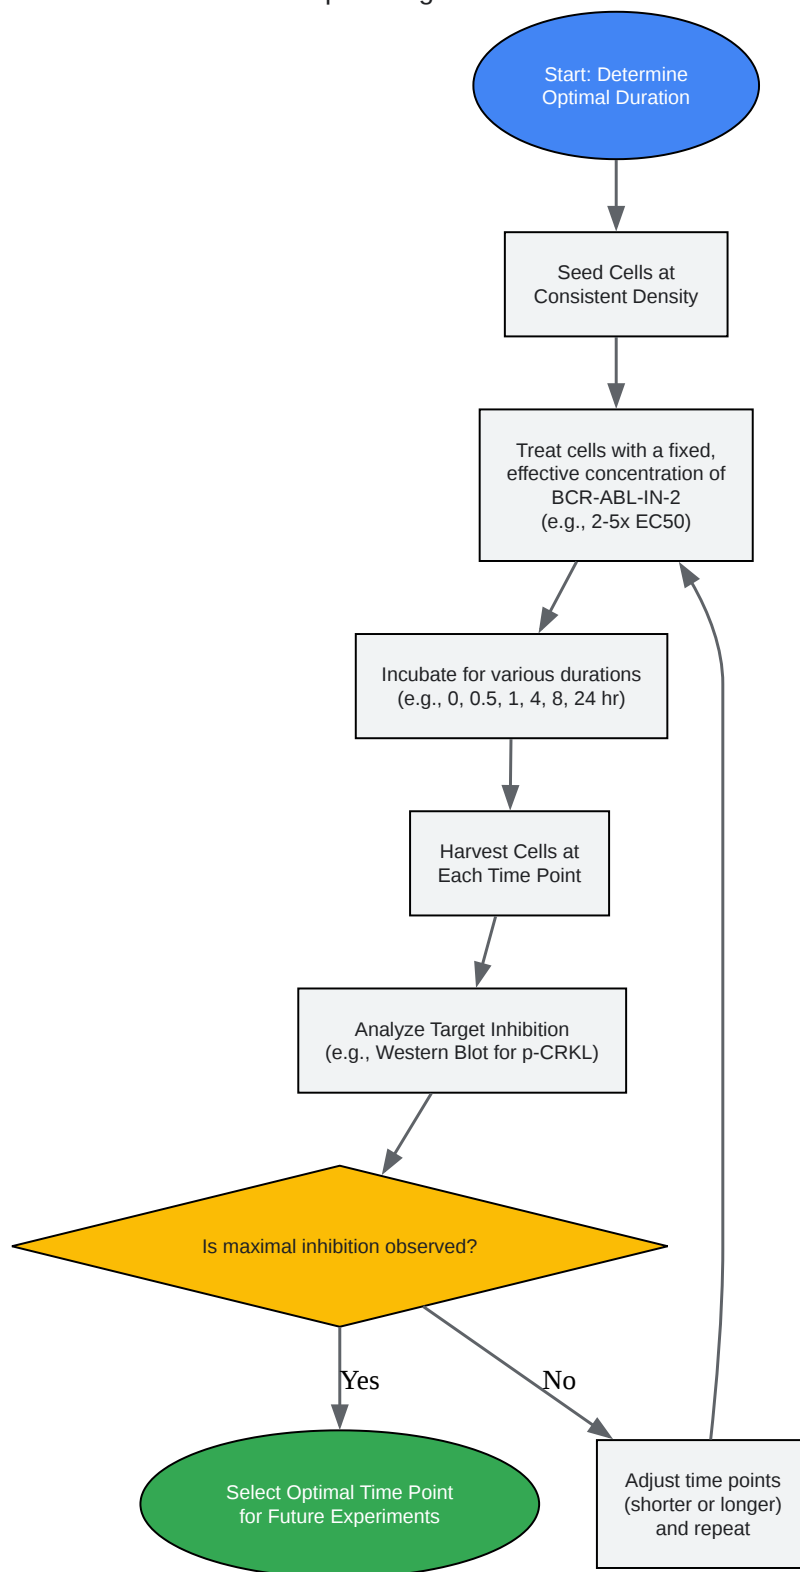 Start: Determine
Optimal Duration
Seed Cells at
Consistent Density
Treat cells with a fixed,
effective concentration of
BCR-ABL-IN-2
(e.g., 2-5x EC50)
Incubate for various durations
(e.g., 0, 0.5, 1, 4, 8, 24 hr)
Harvest Cells at
Each Time Point
Analyze Target Inhibition
(e.g., Western Blot for p-CRKL)
Is maximal inhibition observed?
Yes
No
Select Optimal Time Point
for Future Experiments
Adjust time points
(shorter or longer)
and repeat